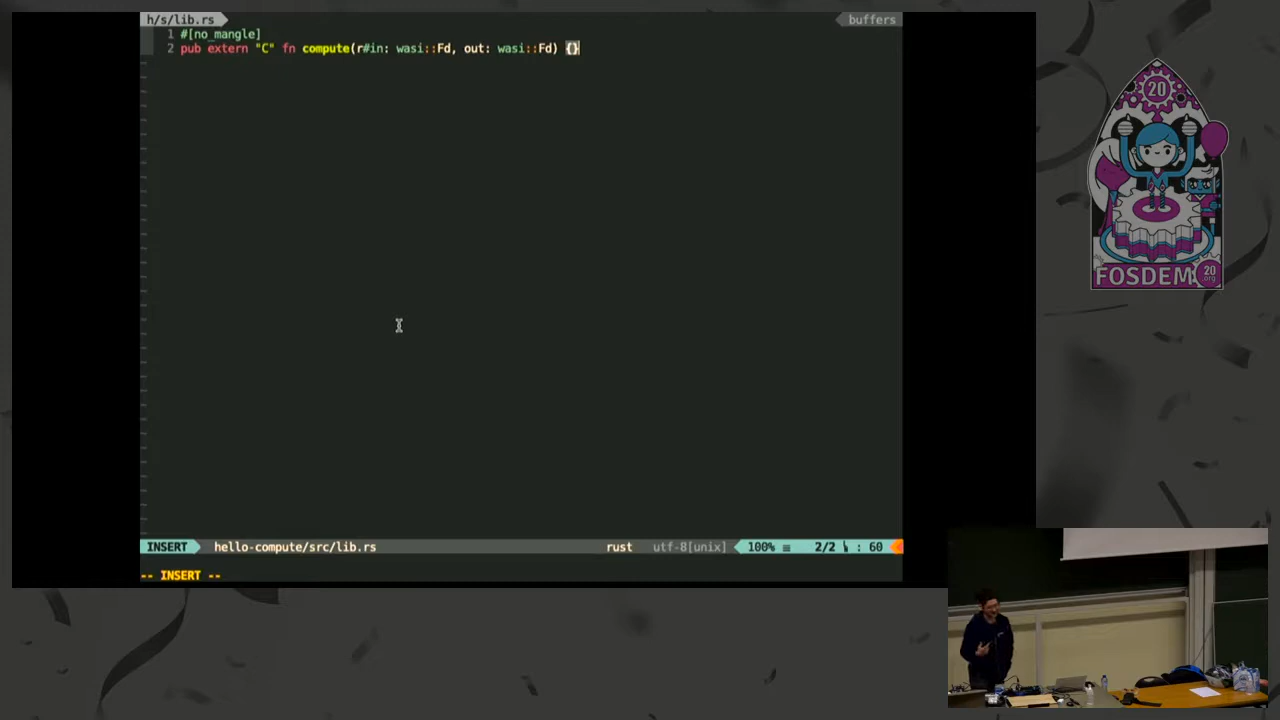 h/s/lib.rs
buffers
1 #[no_mangle]
2 pub extern "C" fn compute(r#in: wasi::Fd, out: wasi::Fd) {}
INSERT hello-compute/src/lib.rs rust utf-8[unix] 100% ≡ 2/2 : 60
-- INSERT --
20
FOSDEM 20
.org